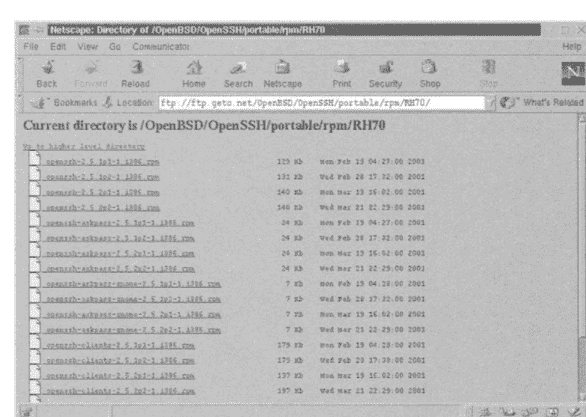 Netscape: Directory of /OpenBSD/OpenSSH/portable/rpm/RH70
File Edit View Go Communicator Help
Back Forward Reload Home Search Netscape Print Security Shop Stop
Bookmarks Location: ftp://ftp.geto.net/OpenBSD/OpenSSH/portable/rpm/RH70/ What's Related
Current directory is /OpenBSD/OpenSSH/portable/rpm/RH70
Up to higher level directory
openssh-2.5.1p1-1.i386.rpm 129 Kb Mon Feb 19 04:27:00 2001
openssh-2.5.1p2-1.i386.rpm 131 Kb Wed Feb 28 17:32:00 2001
openssh-2.5.2p1-1.i386.rpm 140 Kb Mon Mar 19 16:02:00 2001
openssh-2.5.2p2-1.i386.rpm 146 Kb Wed Mar 21 22:29:00 2001
openssh-askpass-2.5.1p1-1.i386.rpm 24 Kb Mon Feb 19 04:27:00 2001
openssh-askpass-2.5.1p2-1.i386.rpm 24 Kb Wed Feb 28 17:32:00 2001
openssh-askpass-2.5.2p1-1.i386.rpm 24 Kb Mon Mar 19 16:02:00 2001
openssh-askpass-2.5.2p2-1.i386.rpm 24 Kb Wed Mar 21 22:29:00 2001
openssh-askpass-gnome-2.5.1p1-1.i386.rpm 7 Kb Mon Feb 19 04:28:00 2001
openssh-askpass-gnome-2.5.1p2-1.i386.rpm 7 Kb Wed Feb 28 17:32:00 2001
openssh-askpass-gnome-2.5.2p1-1.i386.rpm 7 Kb Mon Mar 19 16:02:00 2001
openssh-askpass-gnome-2.5.2p2-1.i386.rpm 7 Kb Wed Mar 21 22:29:00 2001
openssh-clients-2.5.1p1-1.i386.rpm 179 Kb Mon Feb 19 04:28:00 2001
openssh-clients-2.5.1p2-1.i386.rpm Wed Feb 28 2001
openssh-clients-2.5.2p1-1.i386.rpm Mon Mar 19 16:02:00 2001
openssh-clients-2.5.2p2-1.i386.rpm 197 Kb Wed Mar 21 22:29:00 2001